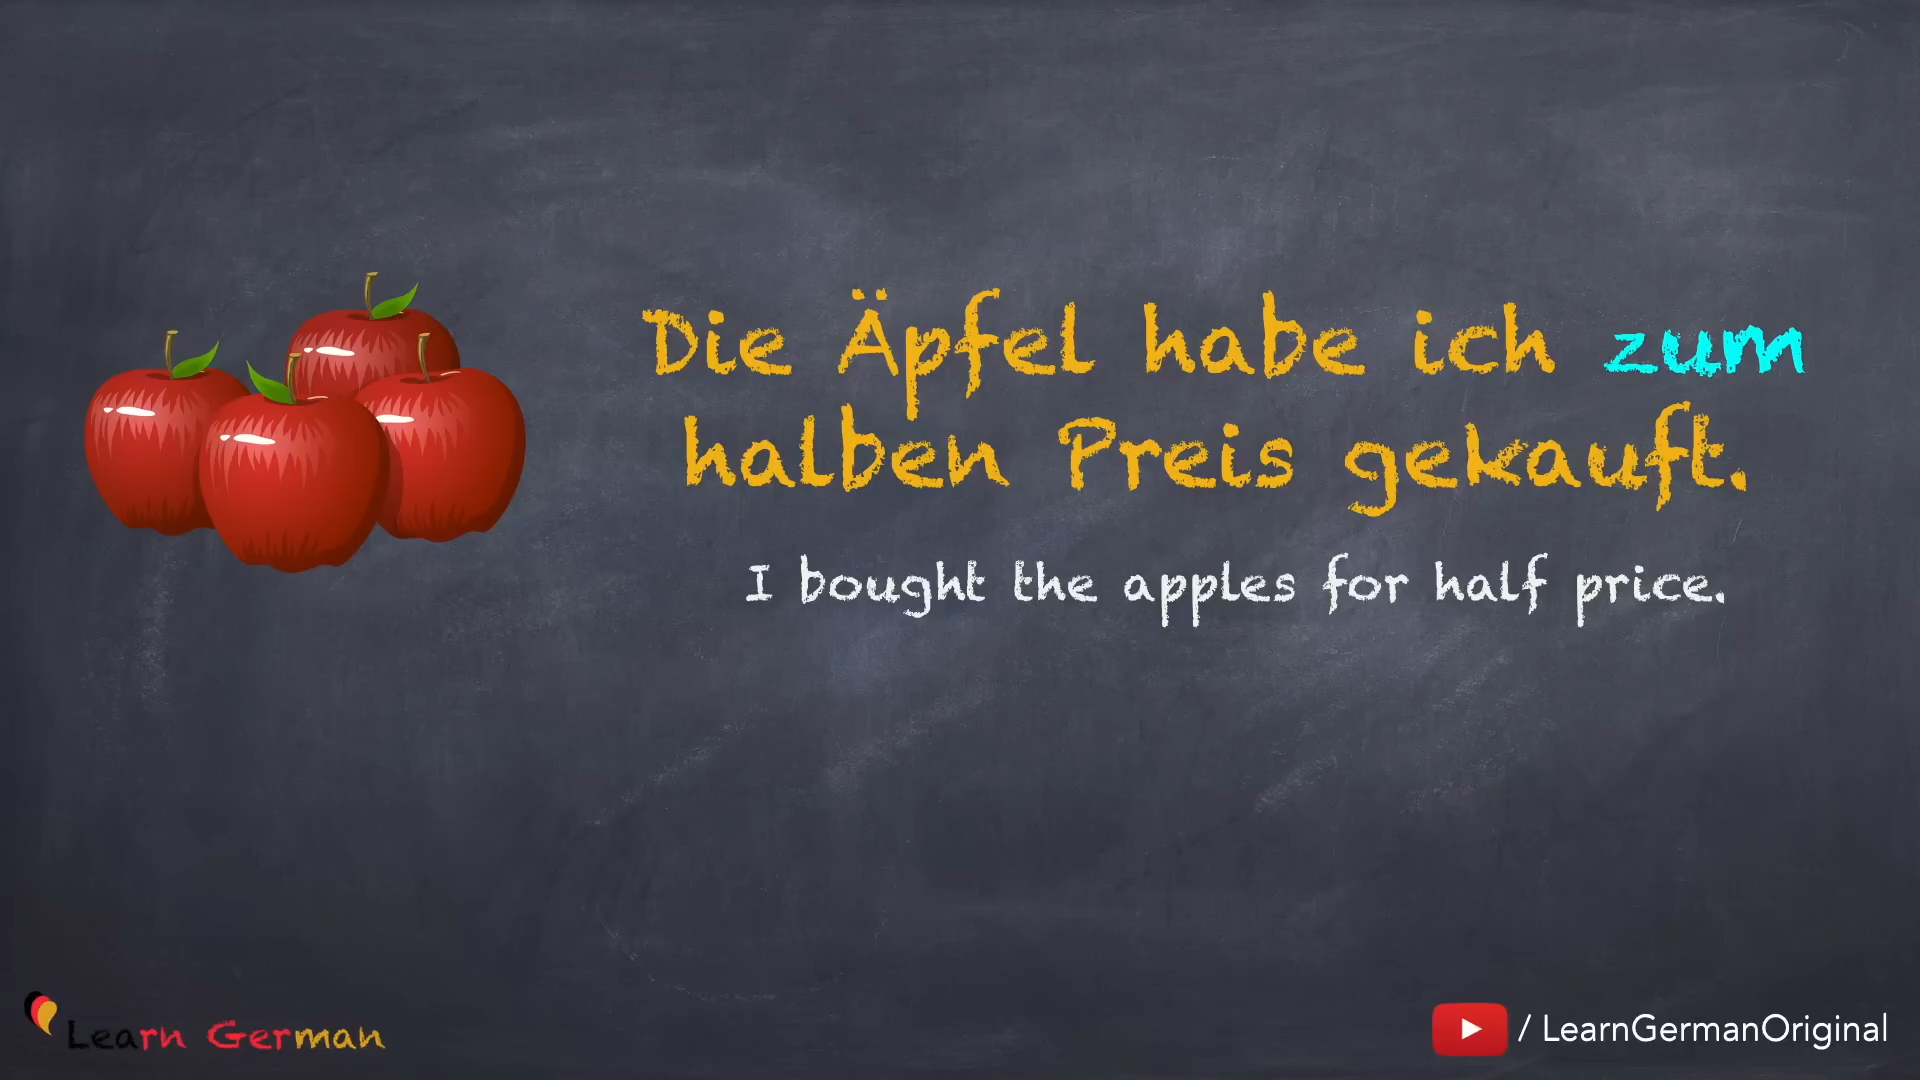 Die Äpfel habe ich zum
halben Preis gekauft.
I bought the apples for half price.
Learn German
/ LearnGermanOriginal